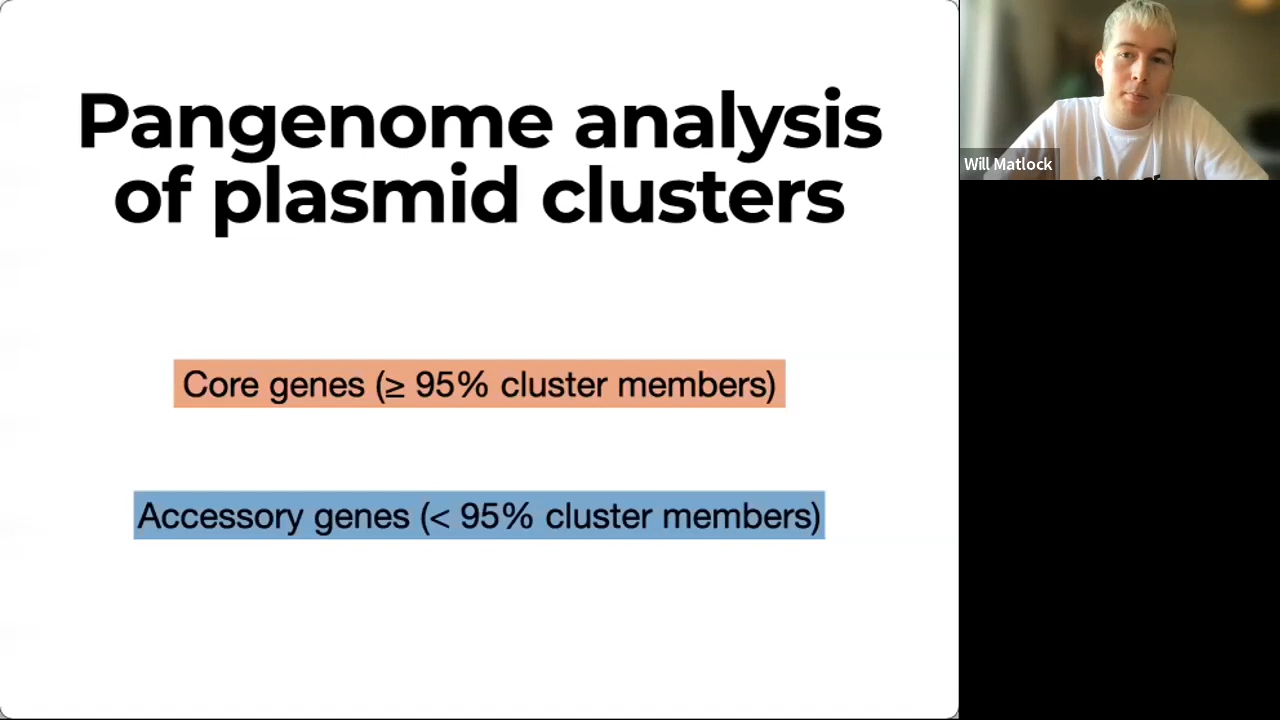 Pangenome analysis
of plasmid clusters
Core genes (≥ 95% cluster members)
Accessory genes (< 95% cluster members)
Will Matlock